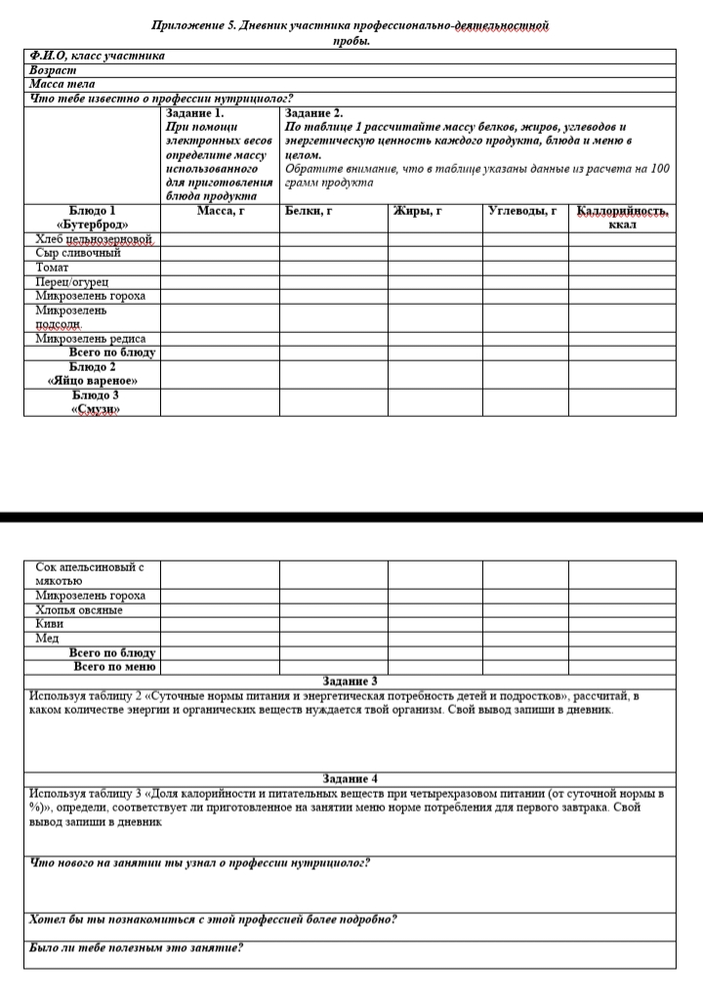 Приложение 5. Дневник участника профессионально-деятельностной
пробы.
Ф.И.О, класс участника
Возраст
Масса тела
Что тебе известно о профессии нутрициолог?
Задание 1.
При помощи
электронных весов
определите массу
использованного
для приготовления
блюда продукта
Задание 2.
По таблице 1 рассчитайте массу белков, жиров, углеводов и
энергетическую ценность каждого продукта, блюда и меню в
целом.
Обратите внимание, что в таблице указаны данные из расчета на 100
грамм продукта
Блюдо 1
«Бутерброд»
Масса, г
Белки, г
Жиры, г
Углеводы, г
Каллорийность,
ккал
Хлеб цельнозерновой
Сыр сливочный
Томат
Перец/огурец
Микрозелень гороха
Микрозелень
подсолн.
Микрозелень редиса
Всего по блюду
Блюдо 2
«Яйцо вареное»
Блюдо 3
«Смузи»
Сок апельсиновый с
мякотью
Микрозелень гороха
Хлопья овсяные
Киви
Мед
Всего по блюду
Всего по меню
Задание 3
Используя таблицу 2 «Суточные нормы питания и энергетическая потребность детей и подростков», рассчитай, в
каком количестве энергии и органических веществ нуждается твой организм. Свой вывод запиши в дневник.
Задание 4
Используя таблицу 3 «Доля калорийности и питательных веществ при четырехразовом питании (от суточной нормы в
%)», определи, соответствует ли приготовленное на занятии меню норме потребления для первого завтрака. Свой
вывод запиши в дневник
Что нового на занятии ты узнал о профессии нутрициолог?
Хотел бы ты познакомиться с этой профессией более подробно?
Было ли тебе полезным это занятие?